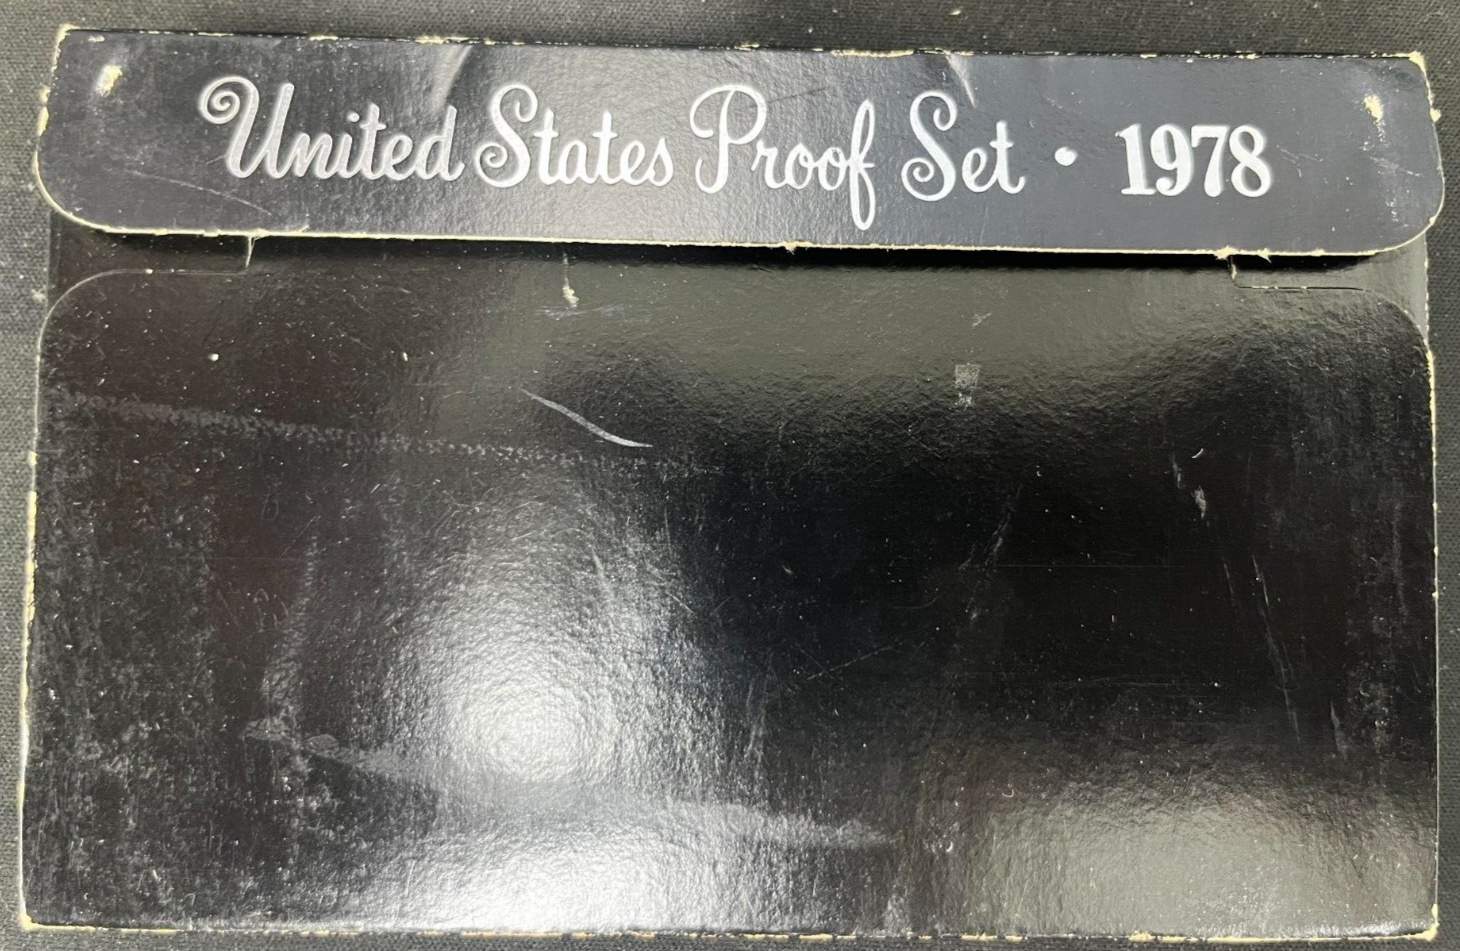 United States Proof Set • 1978